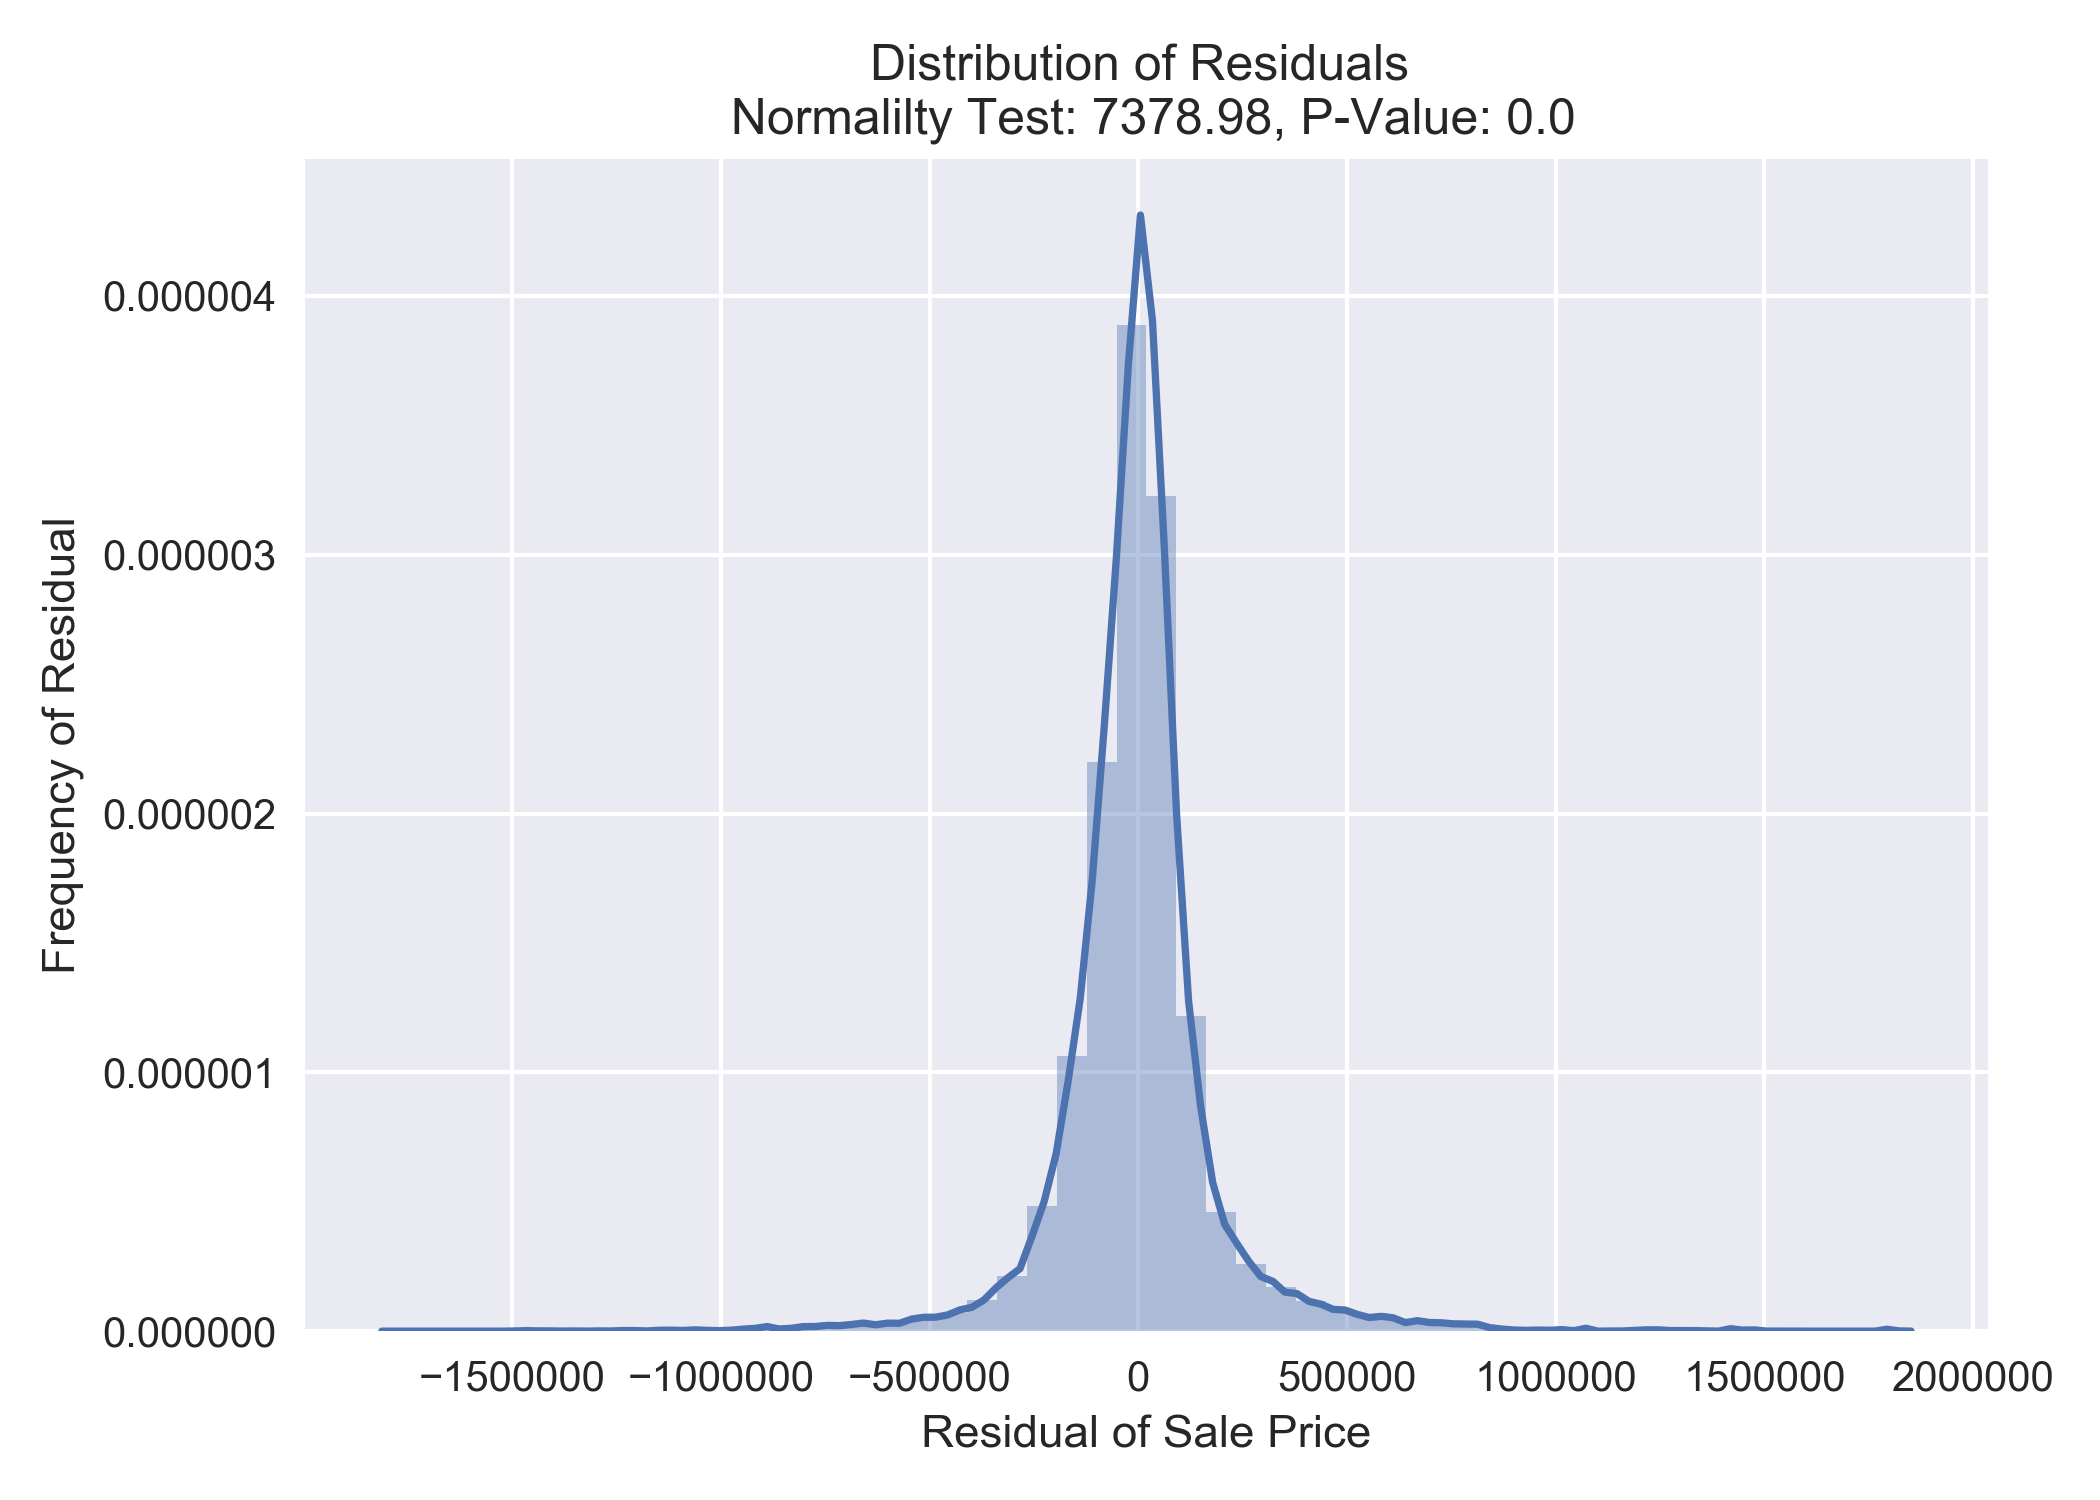 Distribution of Residuals
Normalilty Test: 7378.98, P-Value: 0.0
0.000004
0.000003
0.000002
0.000001
0.000000
Frequency of Residual
−1500000 −1000000 −500000 0 500000 1000000 1500000 2000000
Residual of Sale Price